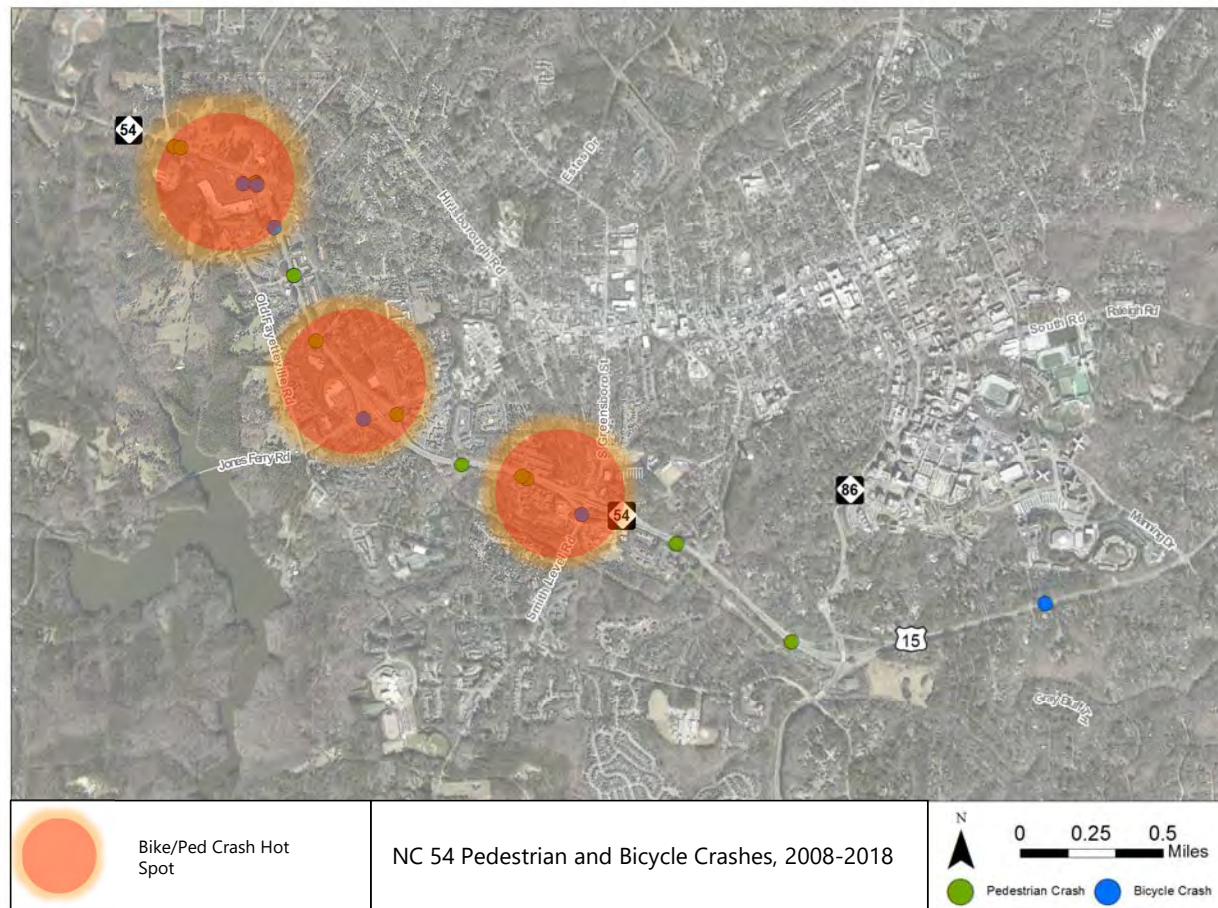 54
Estes Dr
Hillsborough Rd
Old Fayetteville Rd
South Rd
Raleigh Rd
S Greensboro St
Jones Ferry Rd
86
54
Manning Dr
Smith Level Rd
15
Bike/Ped Crash Hot
Spot
NC 54 Pedestrian and Bicycle Crashes, 2008-2018
N
0 0.25 0.5
Miles
Pedestrian Crash Bicycle Crash